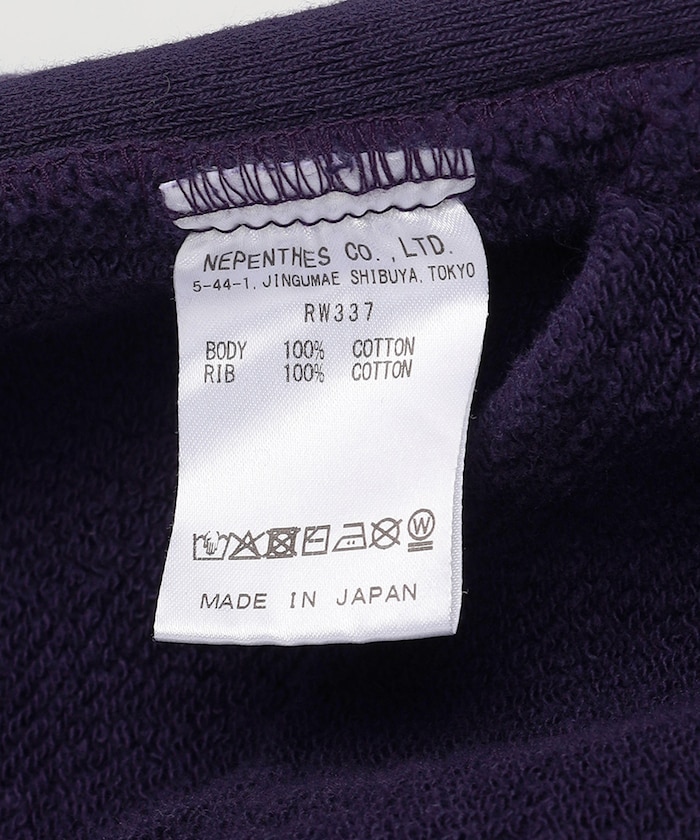 NEPENTHES CO.,LTD.
5-44-1, JINGUMAE SHIBUYA, TOKYO
RW337
BODY 100% COTTON
RIB 100% COTTON
W
MADE IN JAPAN